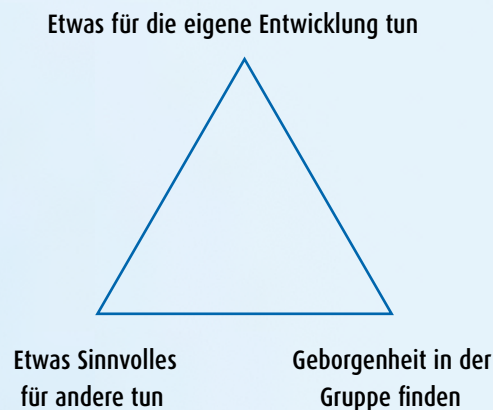 Etwas für die eigene Entwicklung tun
Etwas Sinnvolles
für andere tun
Geborgenheit in der
Gruppe finden